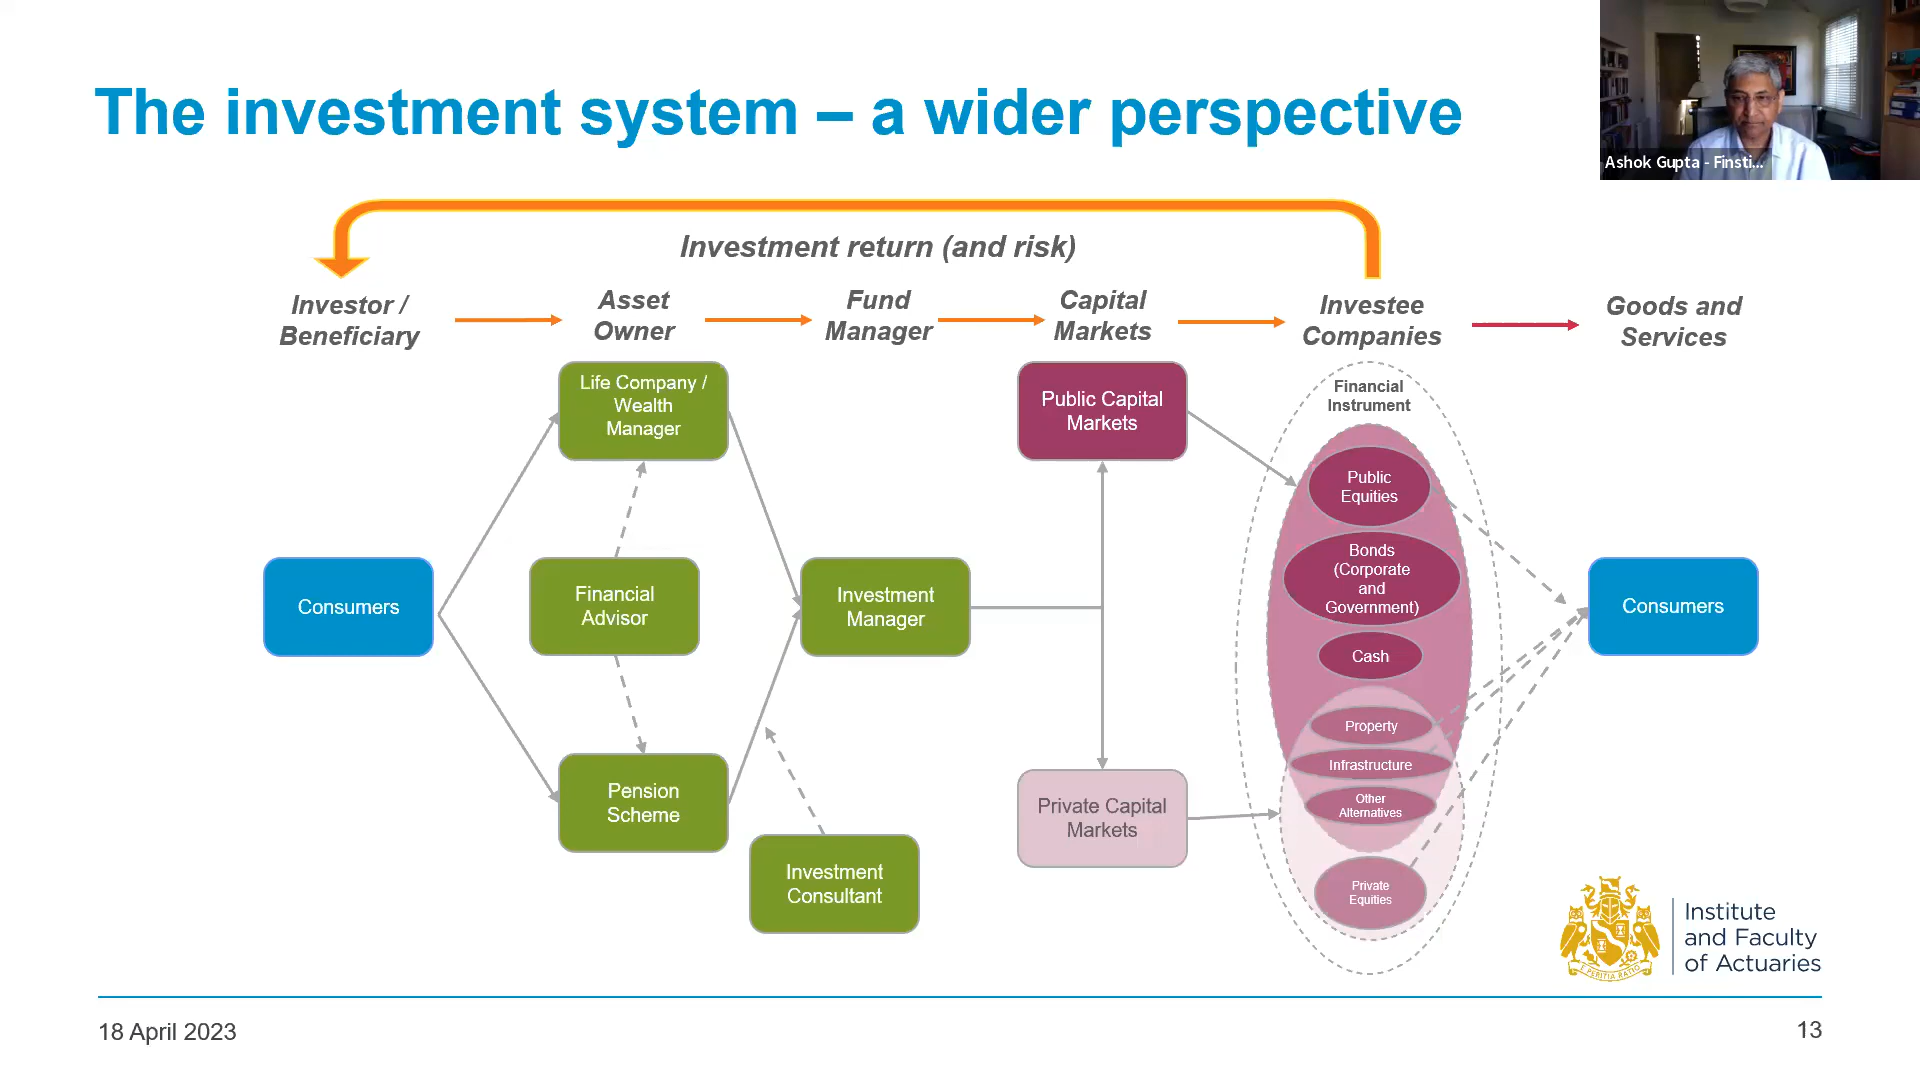 The investment system – a wider perspective
Ashok Gupta - Finsti...
Investment return (and risk)
Investor /
Beneficiary
Asset
Owner
Fund
Manager
Capital
Markets
Investee
Companies
Goods and
Services
Life Company /
Wealth
Manager
Public Capital
Markets
Financial
Instrument
Public
Equities
Bonds
(Corporate
and
Government)
Consumers
Financial
Advisor
Investment
Manager
Cash
Consumers
Property
Infrastructure
Other
Alternatives
Pension
Scheme
Private Capital
Markets
Investment
Consultant
Private
Equities
PERITIA RATIO
Institute
and Faculty
of Actuaries
18 April 2023
13